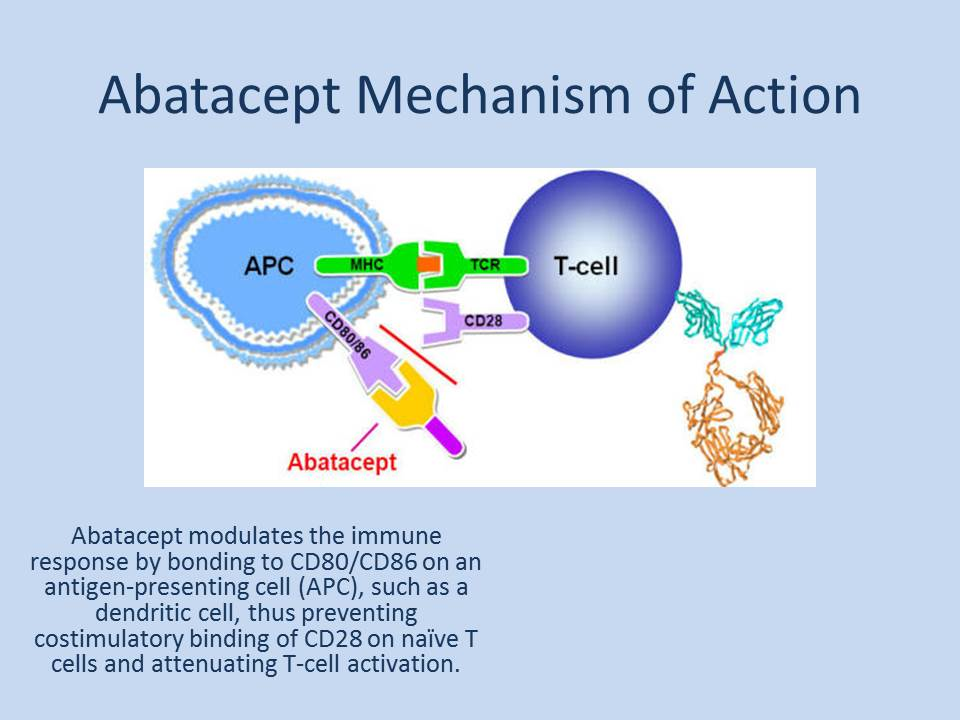 Abatacept Mechanism of Action
APC
MHC
TCR
T-cell
CD80/86
CD28
Abatacept
Abatacept modulates the immune
response by bonding to CD80/CD86 on an
antigen-presenting cell (APC), such as a
dendritic cell, thus preventing
costimulatory binding of CD28 on naïve T
cells and attenuating T-cell activation.